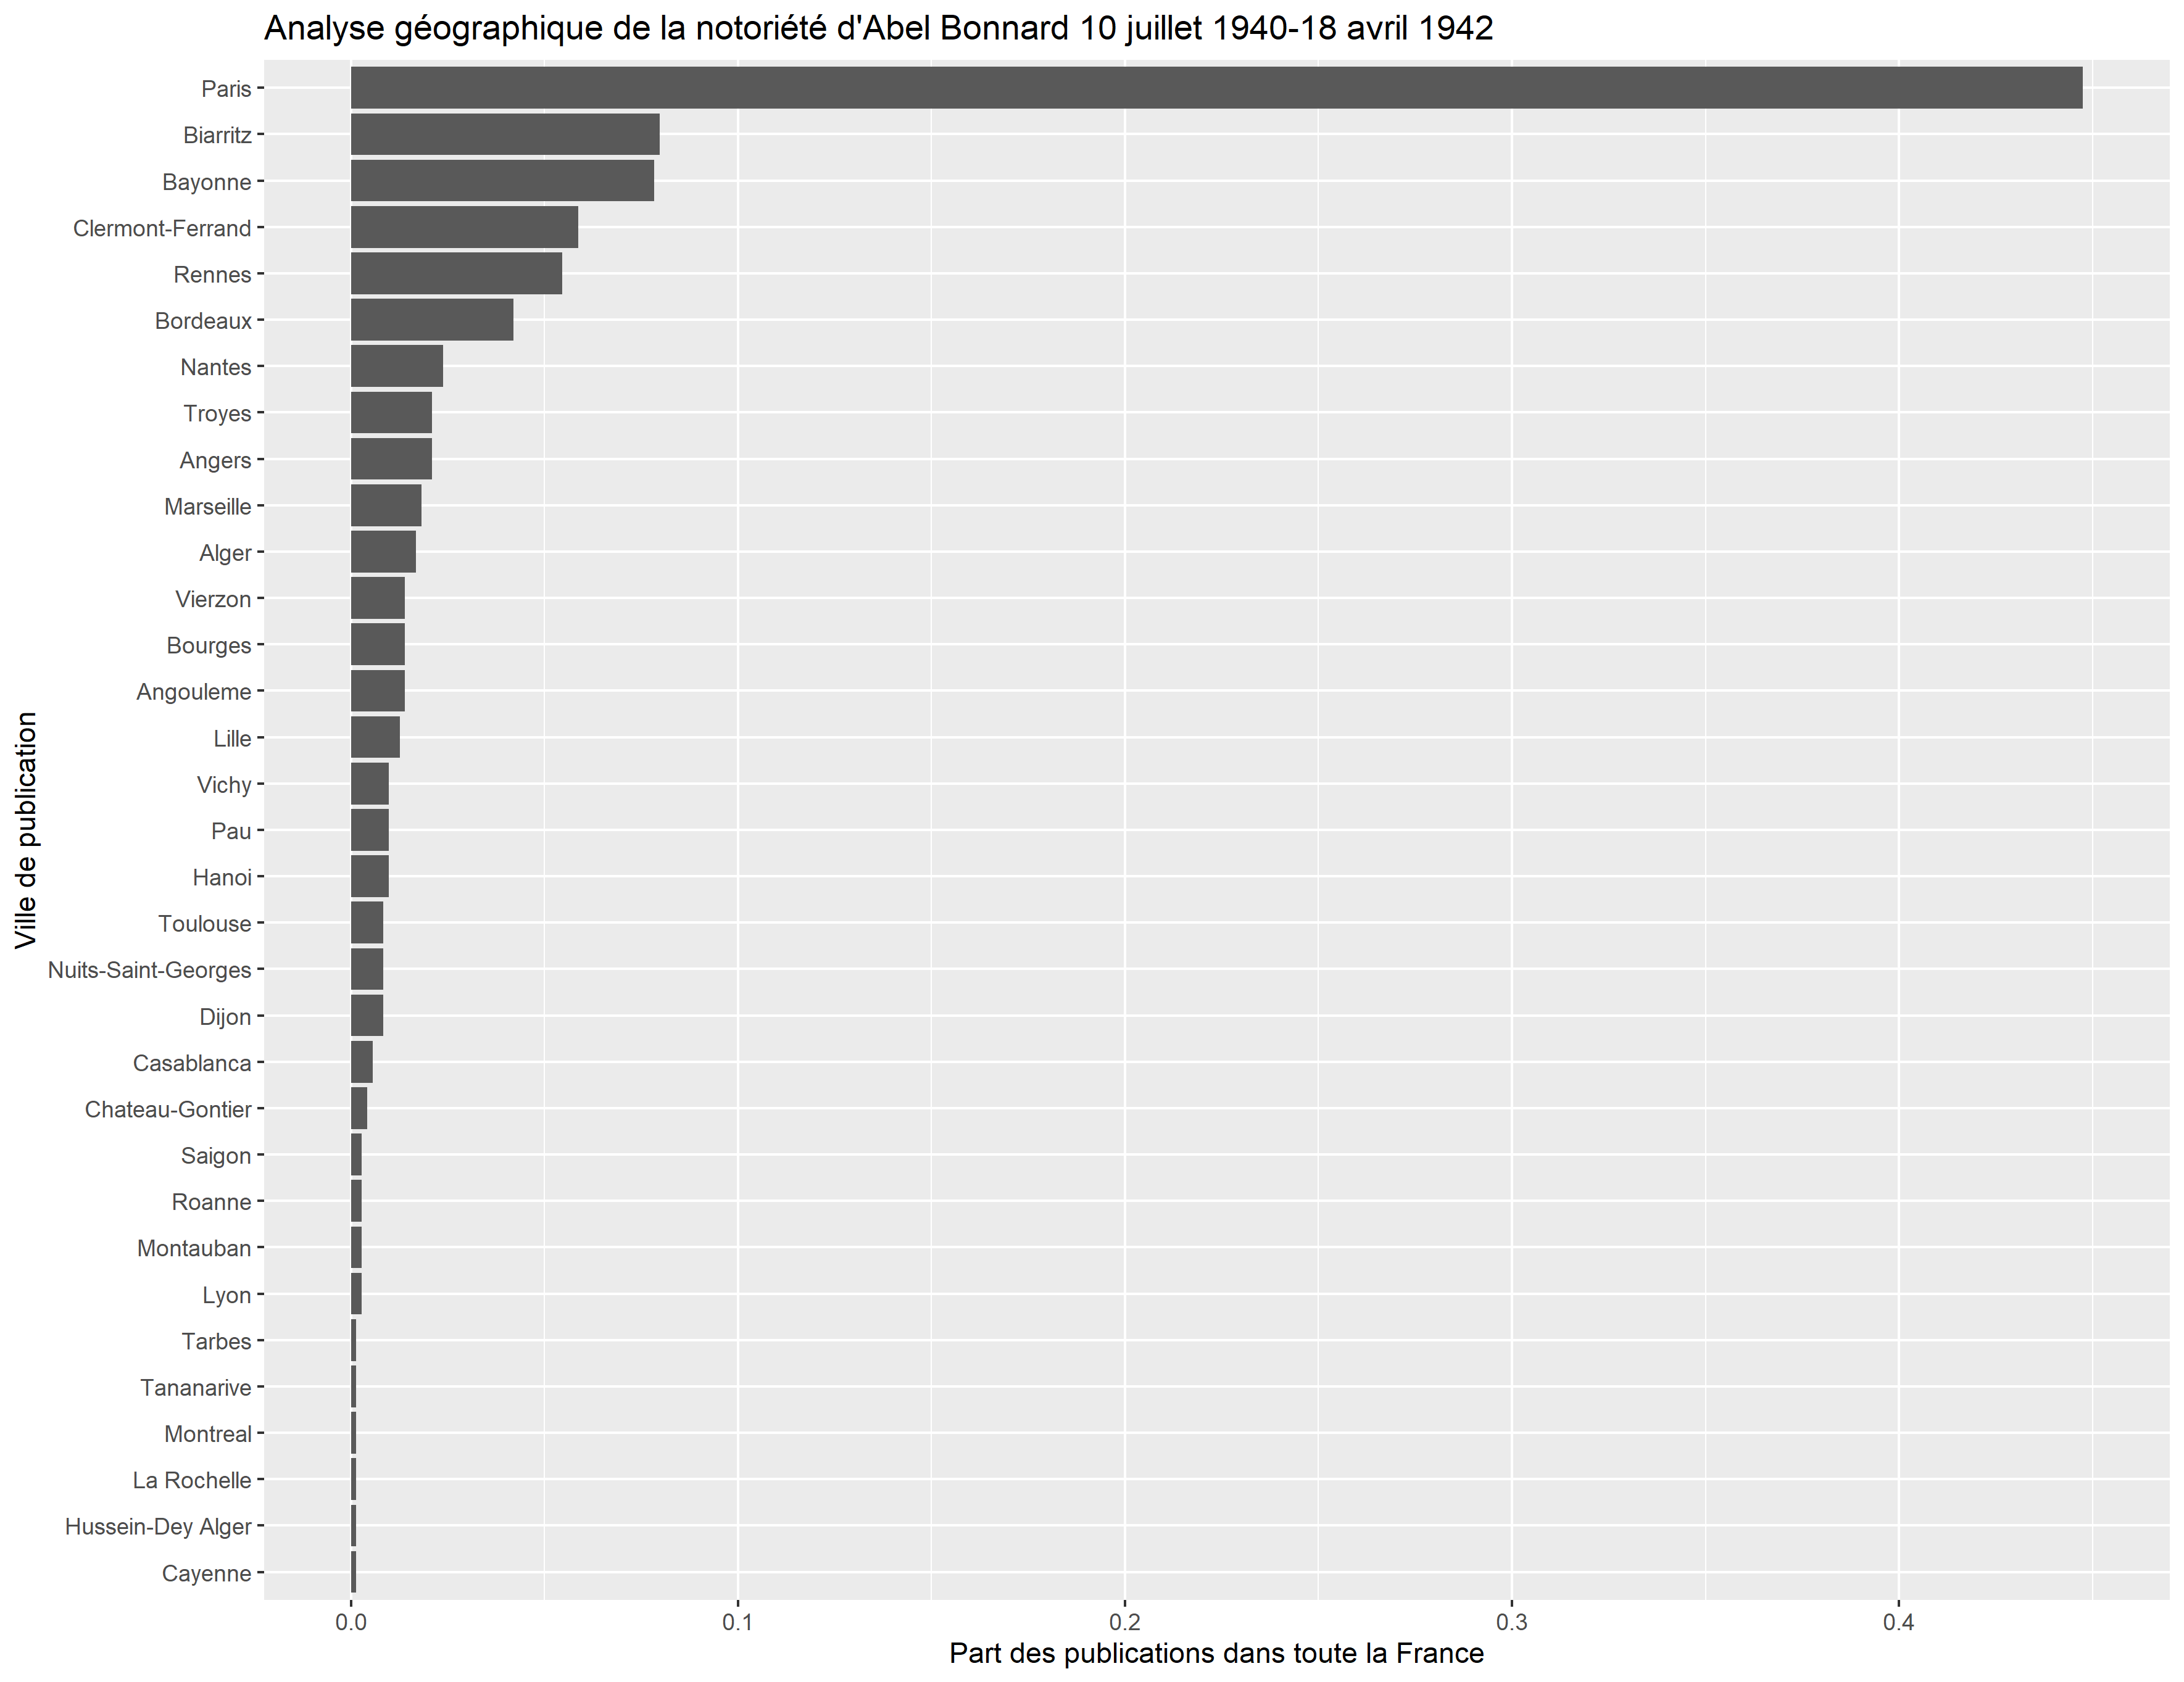 Analyse géographique de la notoriété d'Abel Bonnard 10 juillet 1940-18 avril 1942
Ville de publication
Paris
Biarritz
Bayonne
Clermont-Ferrand
Rennes
Bordeaux
Nantes
Troyes
Angers
Marseille
Alger
Vierzon
Bourges
Angouleme
Lille
Vichy
Pau
Hanoi
Toulouse
Nuits-Saint-Georges
Dijon
Casablanca
Chateau-Gontier
Saigon
Roanne
Montauban
Lyon
Tarbes
Tananarive
Montreal
La Rochelle
Hussein-Dey Alger
Cayenne
0.0 0.1 0.2 0.3 0.4
Part des publications dans toute la France